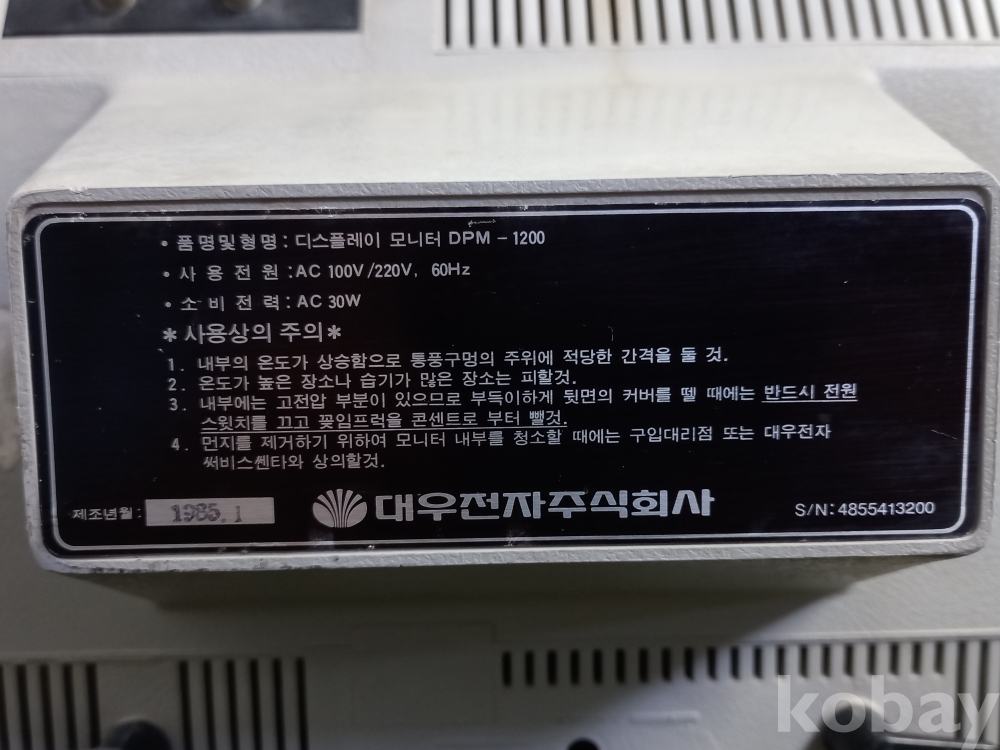 • 품명및형명: 디스플레이 모니터 DPM - 1200
• 사 용 전 원 : AC 100V/220V, 60Hz
• 소 비 전 력 : AC 30W
* 사용상의 주의 *
1. 내부의 온도가 상승함으로 통풍구멍의 주위에 적당한 간격을 둘 것.
2. 온도가 높은 장소나 습기가 많은 장소는 피할것.
3. 내부에는 고전압 부분이 있으므로 부득이하게 뒷면의 커버를 뗄 때에는 반드시 전원
스윗치를 끄고 꽂임프럭을 콘센트로 부터 뺄것.
4. 먼지를 제거하기 위하여 모니터 내부를 청소할 때에는 구입대리점 또는 대우전자
써비스쎈타와 상의할것.
제조년월: 1985. 1
대우전자주식회사
S/N: 4855413200
kobay